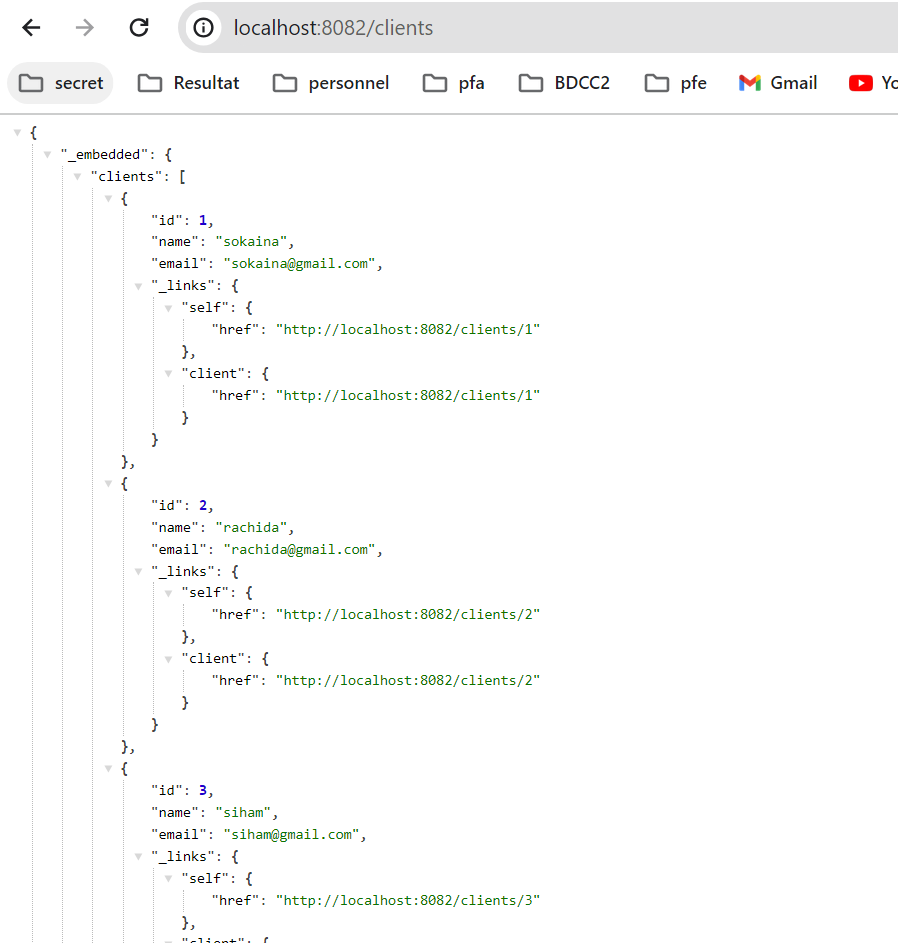 localhost:8082/clients
secret Resultat personnel pfa BDCC2 pfe Gmail
{
"_embedded": {
"clients": [
{
"id": 1,
"name": "sokaina",
"email": "sokaina@gmail.com",
"_links": {
"self": {
"href": "http://localhost:8082/clients/1"
},
"client": {
"href": "http://localhost:8082/clients/1"
}
}
},
{
"id": 2,
"name": "rachida",
"email": "rachida@gmail.com",
"_links": {
"self": {
"href": "http://localhost:8082/clients/2"
},
"client": {
"href": "http://localhost:8082/clients/2"
}
}
},
{
"id": 3,
"name": "siham",
"email": "siham@gmail.com",
"_links": {
"self": {
"href": "http://localhost:8082/clients/3"
},
"client": {